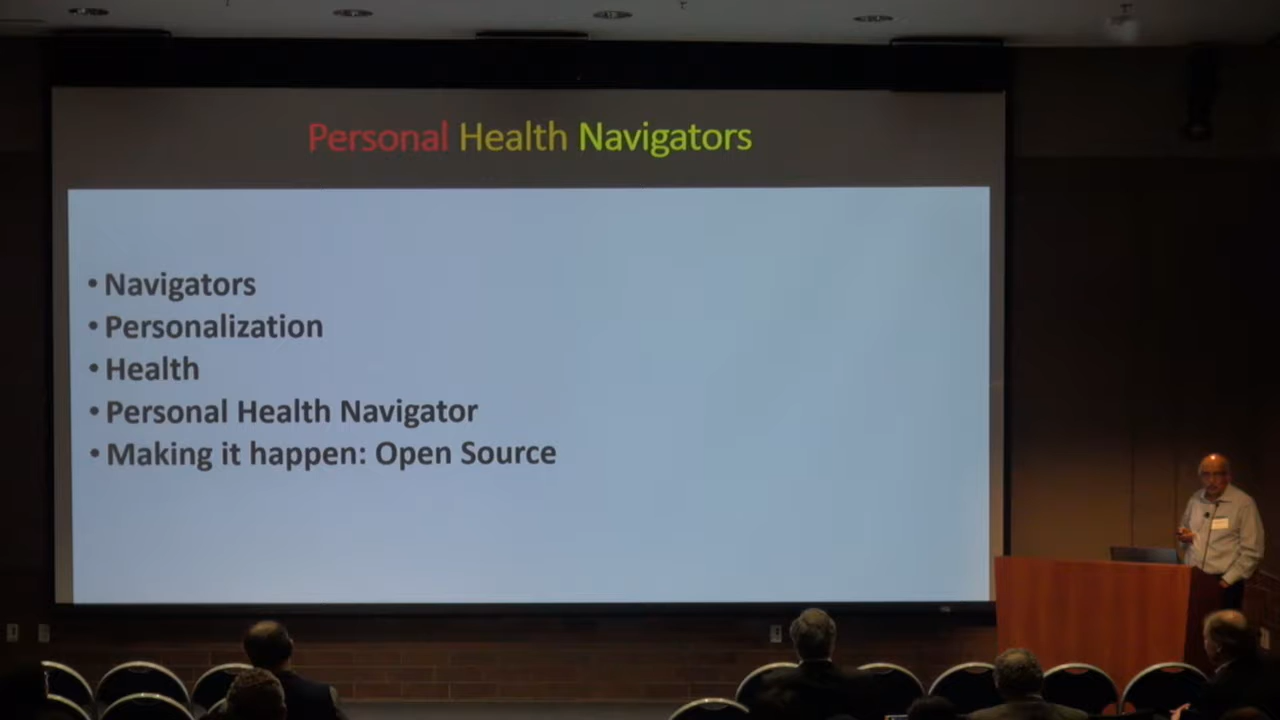 Personal Health Navigators
• Navigators
• Personalization
• Health
• Personal Health Navigator
• Making it happen: Open Source